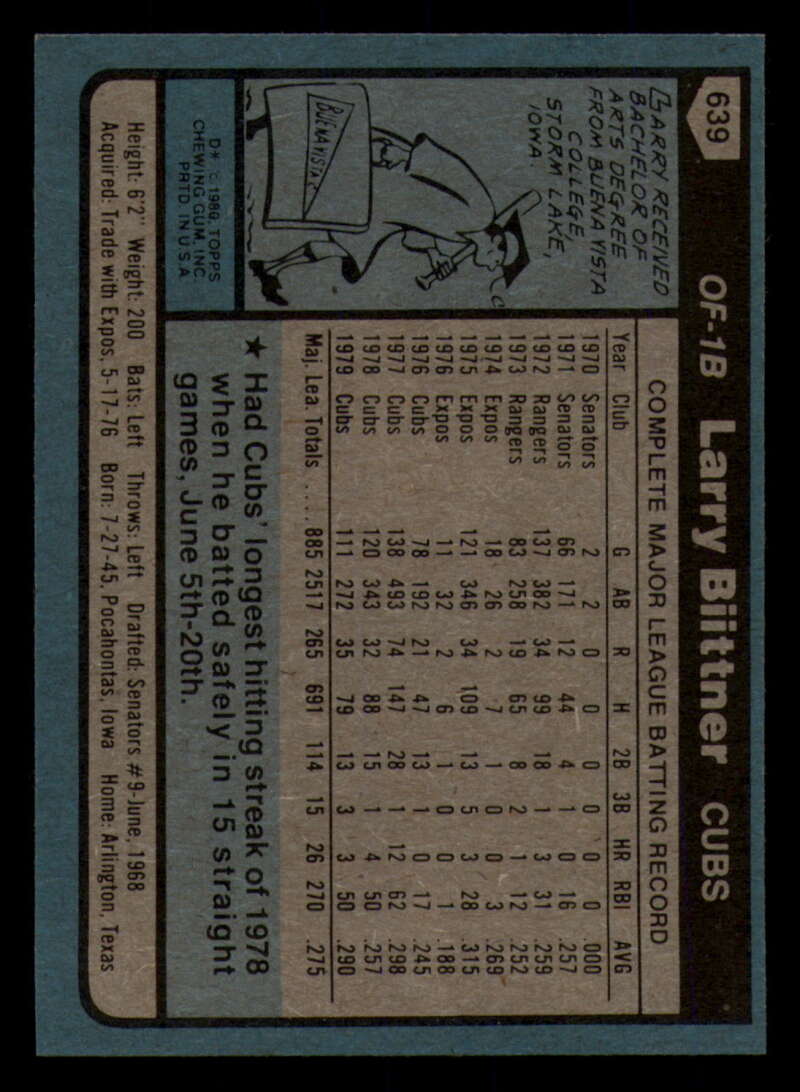 639 OF-1B Larry Biittner CUBS
GARRY RECEIVED
BACHELOR OF
ARTS DEGREE
FROM BUENA VISTA
COLLEGE,
STORM LAKE,
IOWA.
BUENA VISTA C.
D* © 1980, TOPPS
CHEWING GUM, INC.
PRTD. IN U.S.A.
COMPLETE MAJOR LEAGUE BATTING RECORD
Year Club G AB R H 2B 3B HR RBI AVG
1970 Senators 2 2 0 0 0 0 0 0 .000
1971 Senators 66 171 12 44 4 1 0 16 .257
1972 Rangers 137 382 34 99 18 1 3 31 .259
1973 Rangers 83 258 19 65 8 2 1 12 .252
1974 Expos 18 26 2 7 1 0 0 3 .269
1975 Expos 121 346 34 109 13 5 3 28 .315
1976 Expos 11 32 2 6 1 0 0 1 .188
1976 Cubs 78 192 21 47 13 1 0 17 .245
1977 Cubs 138 493 74 147 28 1 12 62 .298
1978 Cubs 120 343 32 88 15 1 4 50 .257
1979 Cubs 111 272 35 79 13 3 3 50 .290
Maj. Lea. Totals .... 885 2517 265 691 114 15 26 270 .275
★ Had Cubs' longest hitting streak of 1978
when he batted safely in 15 straight
games, June 5th-20th.
Height: 6'2" Weight: 200 Bats: Left Throws: Left Drafted: Senators #9-June, 1968
Acquired: Trade with Expos, 5-17-76 Born: 7-27-45, Pocahontas, Iowa Home: Arlington, Texas